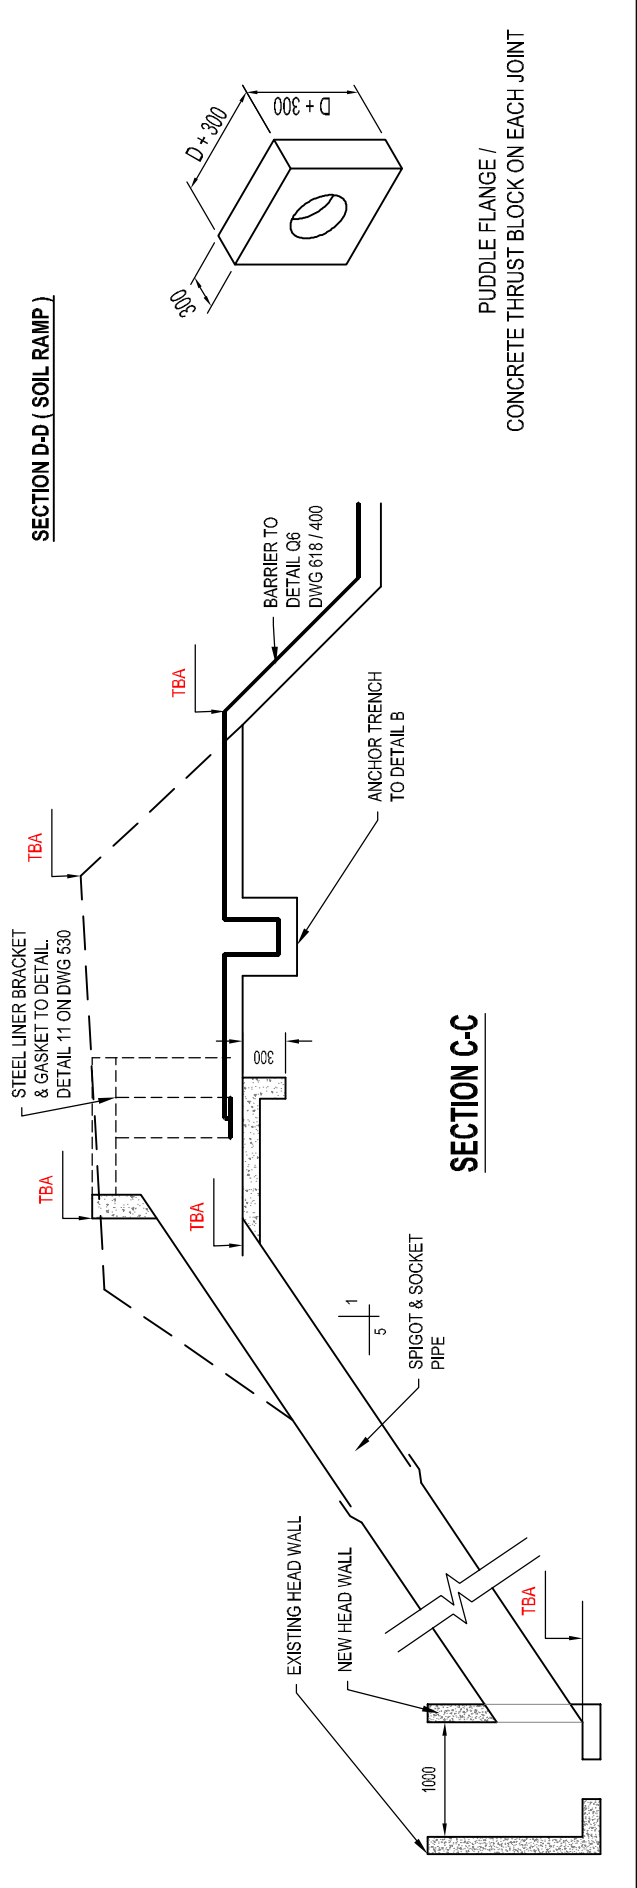 SECTION D-D ( SOIL RAMP )
D + 300
D + 300
300
PUDDLE FLANGE /
CONCRETE THRUST BLOCK ON EACH JOINT
BARRIER TO
DETAIL Q6
DWG 618 / 400
TBA
TBA
ANCHOR TRENCH
TO DETAIL B
STEEL LINER BRACKET
& GASKET TO DETAIL.
DETAIL 11 ON DWG 530
300
TBA
TBA
SECTION C-C
1
5
SPIGOT & SOCKET
PIPE
EXISTING HEAD WALL
NEW HEAD WALL
TBA
1000